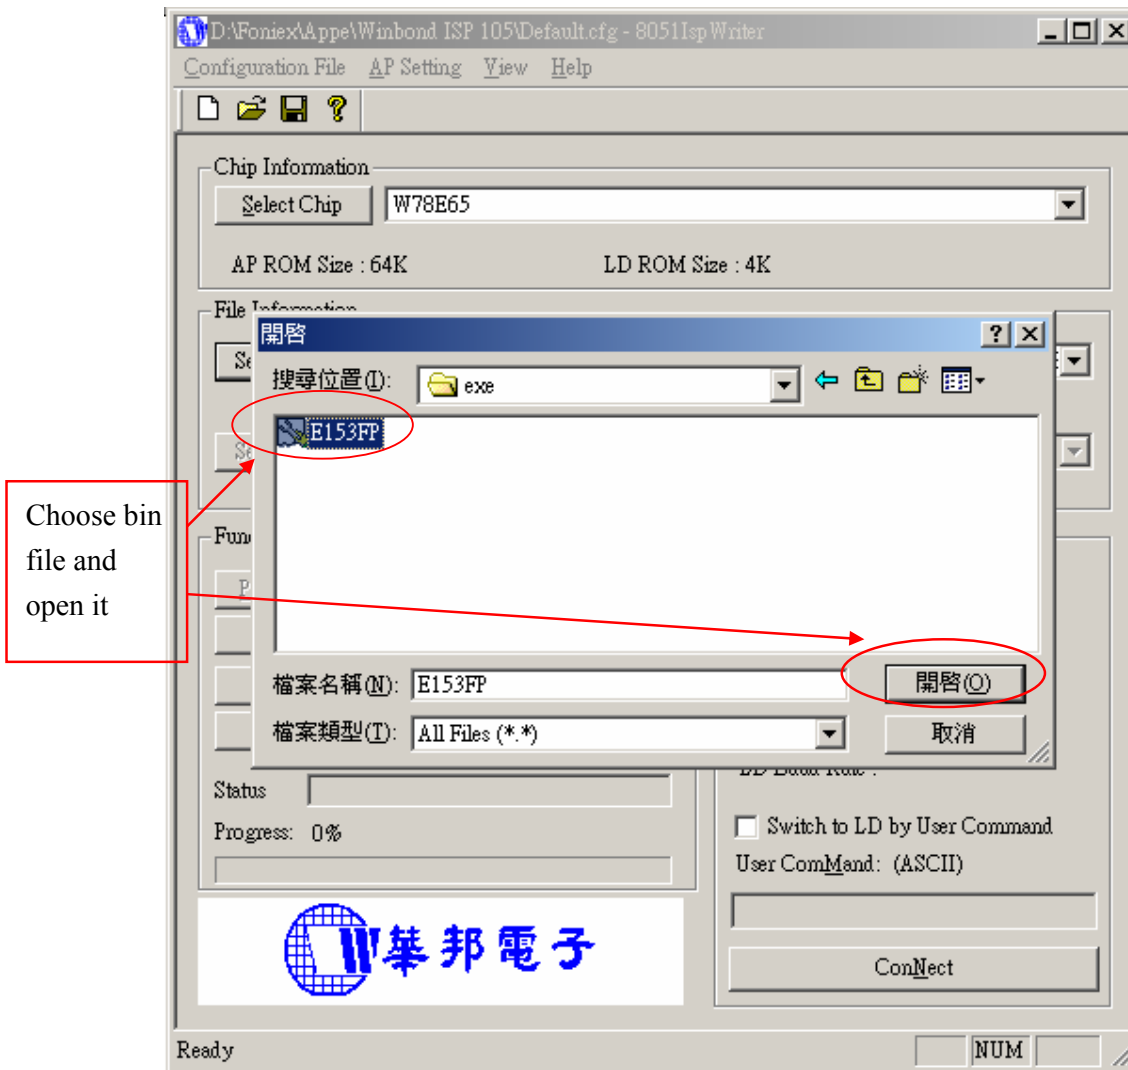 D:\Foniex\Appe\Winbond ISP 105\Default.cfg - 8051IspWriter
Configuration File AP Setting View Help
Chip Information
Select Chip W78E65
AP ROM Size : 64K LD ROM Size : 4K
File Information
開啓
搜尋位置(I): exe
E153FP
Choose bin
file and
open it
檔案名稱(N): E153FP 開啓(O)
檔案類型(T): All Files (*.*) 取消
Status
Progress: 0%
Switch to LD by User Command
User ComMand: (ASCII)
華邦電子
ConNect
Ready NUM